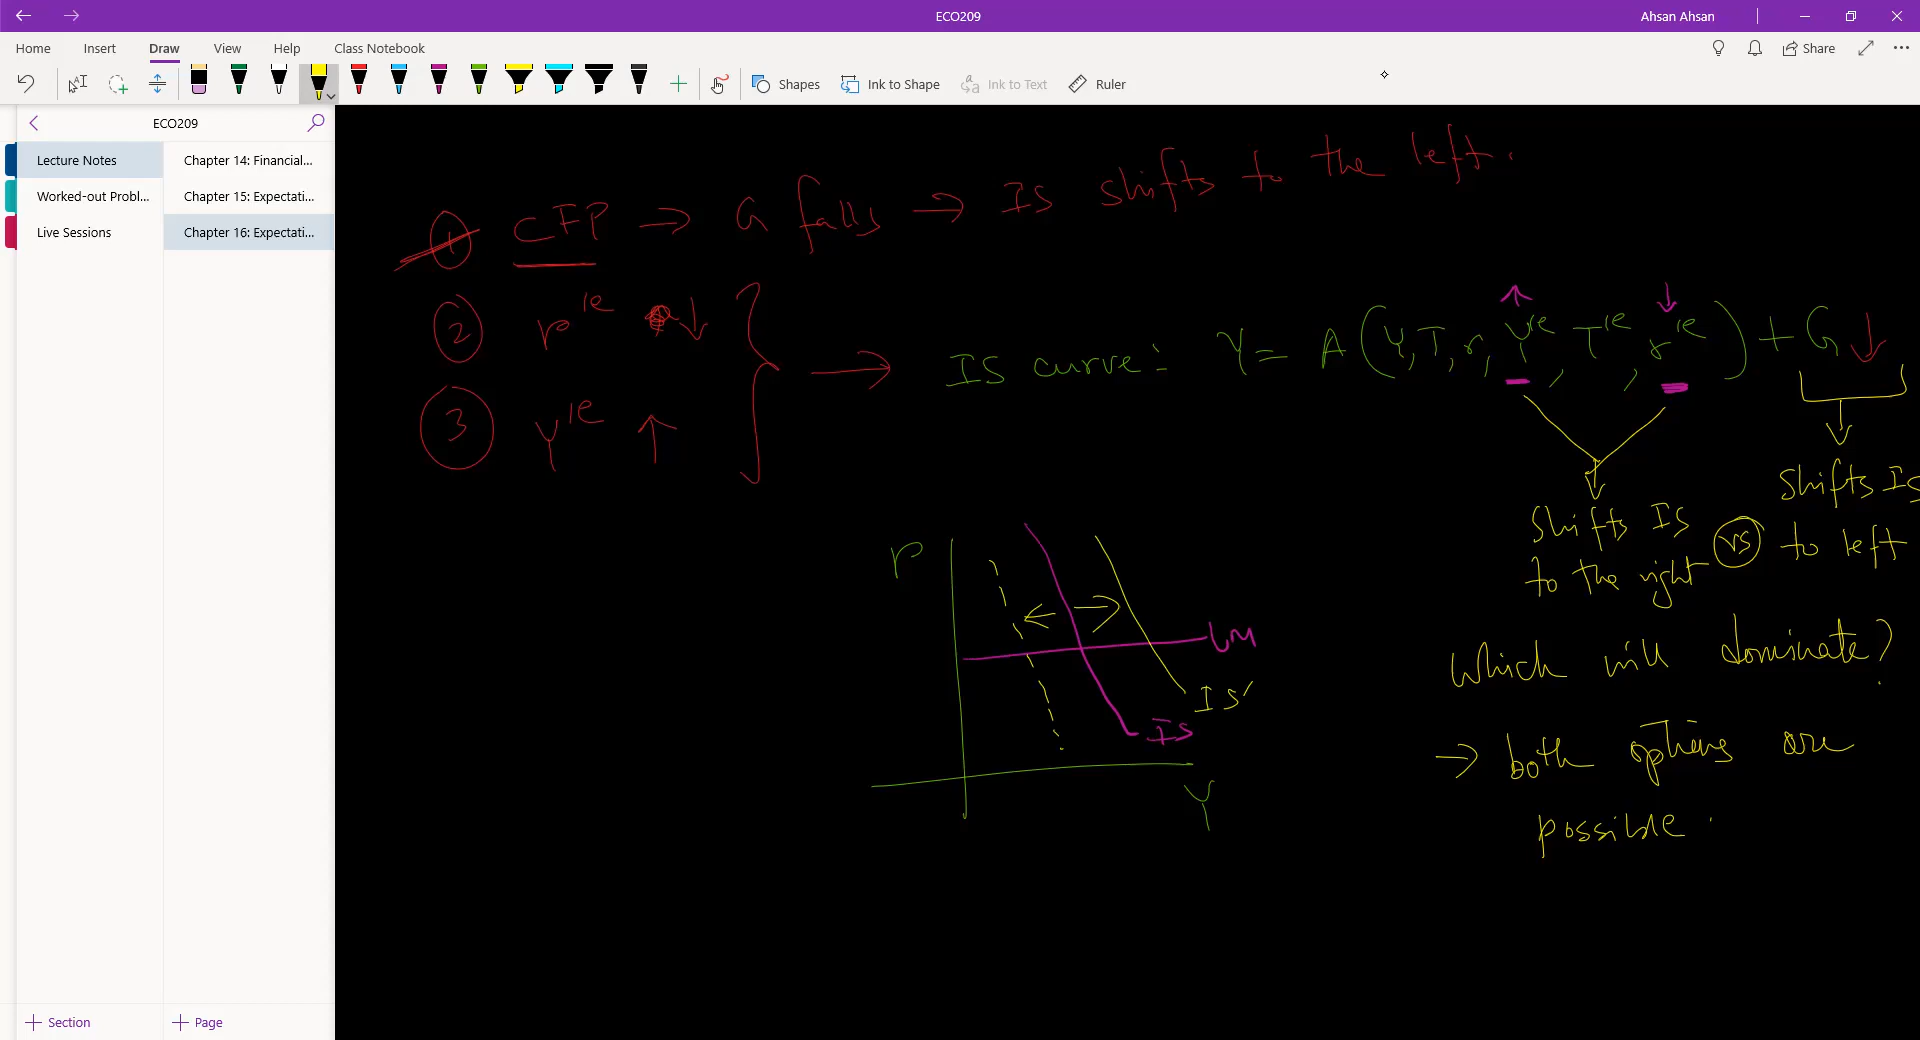 ECO209
Ahsan Ahsan
Home Insert Draw View Help Class Notebook
Share
Shapes Ink to Shape Ink to Text Ruler
ECO209
Lecture Notes
Worked-out Probl...
Live Sessions
Chapter 14: Financial...
Chapter 15: Expectati...
Chapter 16: Expectati...
+ Section
+ Page
① CFP → G falls → IS shifts to the left.
② r'e ↓
③ Y'e ↑
→ IS curve: Y = A(Y, T, r, Y'e, T'e, r'e) + G ↓
↑ ↓
Shifts IS
to the right
vs
Shifts IS
to left
Which will dominate?
→ both options are
possible.
r
LM
IS'
IS
Y